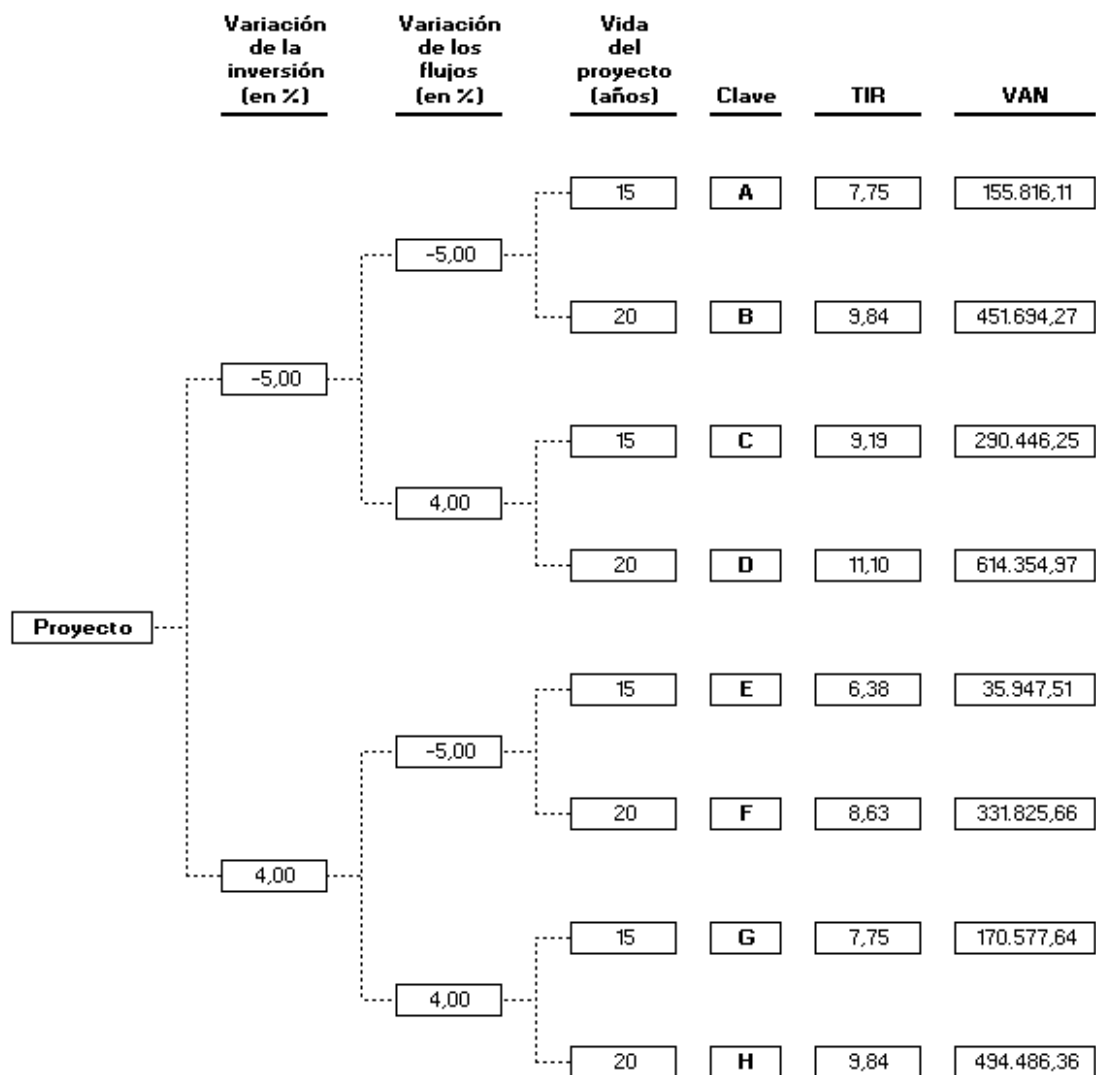 Variación de la inversión (en %)
Variación de los flujos (en %)
Vida del proyecto (años)
Clave
TIR
VAN
15 A 7,75 155.816,11
-5,00
20 B 9,84 451.694,27
-5,00
15 C 9,19 290.446,25
4,00
20 D 11,10 614.354,97
Proyecto
15 E 6,38 35.947,51
-5,00
20 F 8,63 331.825,66
4,00
15 G 7,75 170.577,64
4,00
20 H 9,84 494.486,36